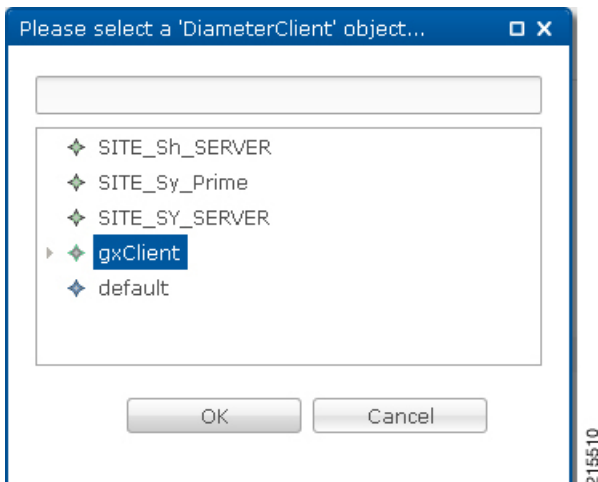 Please select a 'DiameterClient' object...
SITE_Sh_SERVER
SITE_Sy_Prime
SITE_SY_SERVER
gxClient
default
OK
Cancel
215510